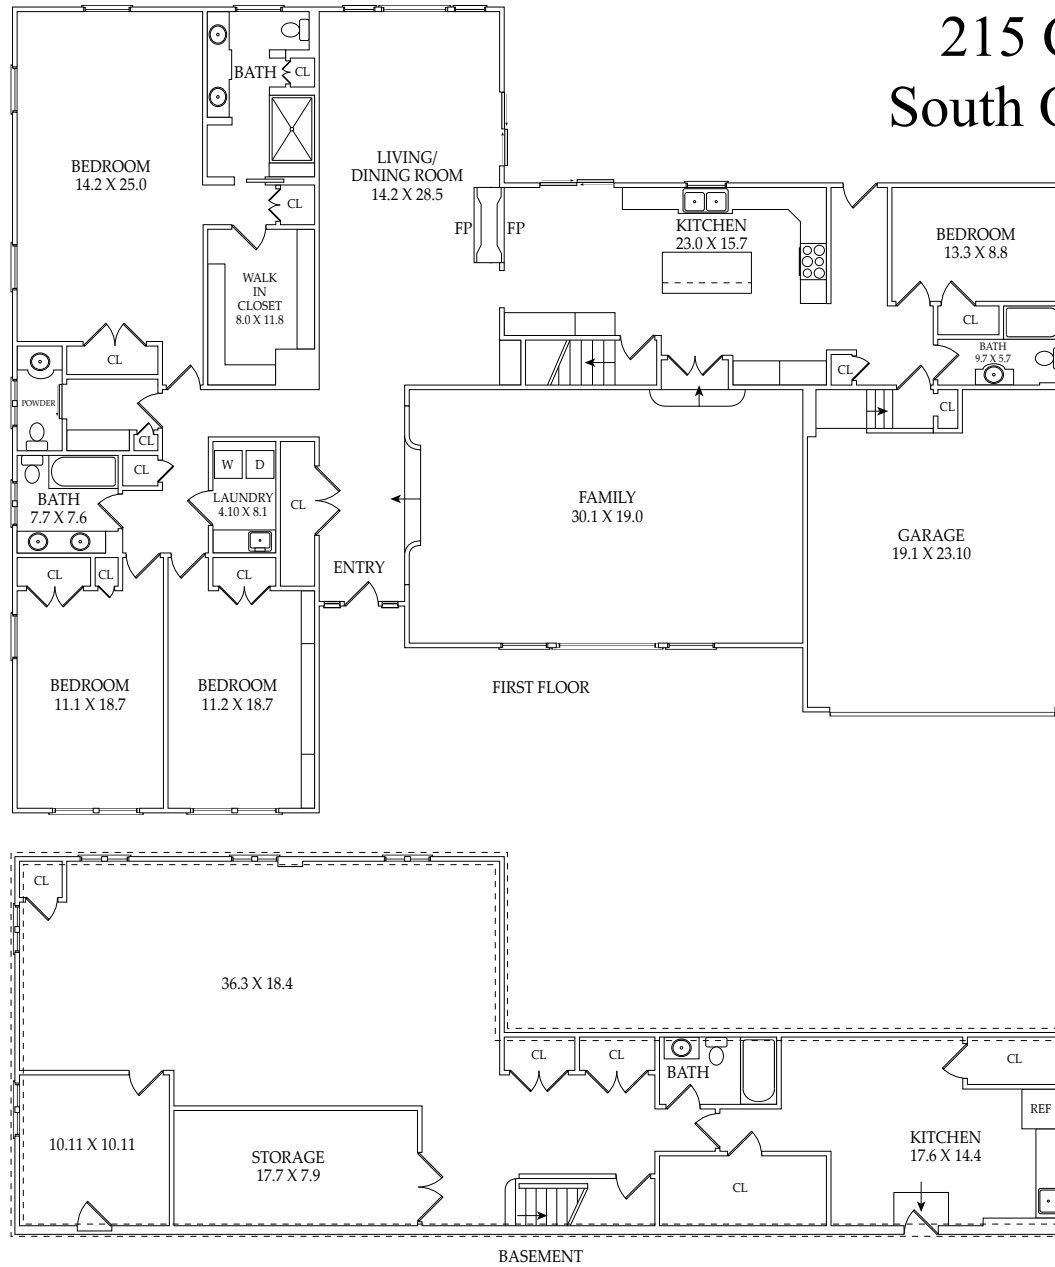 215
South
BATH
CL
BEDROOM
14.2 X 25.0
LIVING/
DINING ROOM
14.2 X 28.5
CL
FP
FP
KITCHEN
23.0 X 15.7
BEDROOM
13.3 X 8.8
WALK
IN
CLOSET
8.0 X 11.8
CL
BATH
9.7 X 5.7
CL
CL
POWDER
CL
CL
CL
W
D
LAUNDRY
4.10 X 8.1
BATH
7.7 X 7.6
CL
FAMILY
30.1 X 19.0
GARAGE
19.1 X 23.10
ENTRY
CL
CL
CL
BEDROOM
11.1 X 18.7
BEDROOM
11.2 X 18.7
FIRST FLOOR
CL
36.3 X 18.4
CL
CL
BATH
CL
REF
10.11 X 10.11
STORAGE
17.7 X 7.9
KITCHEN
17.6 X 14.4
CL
BASEMENT